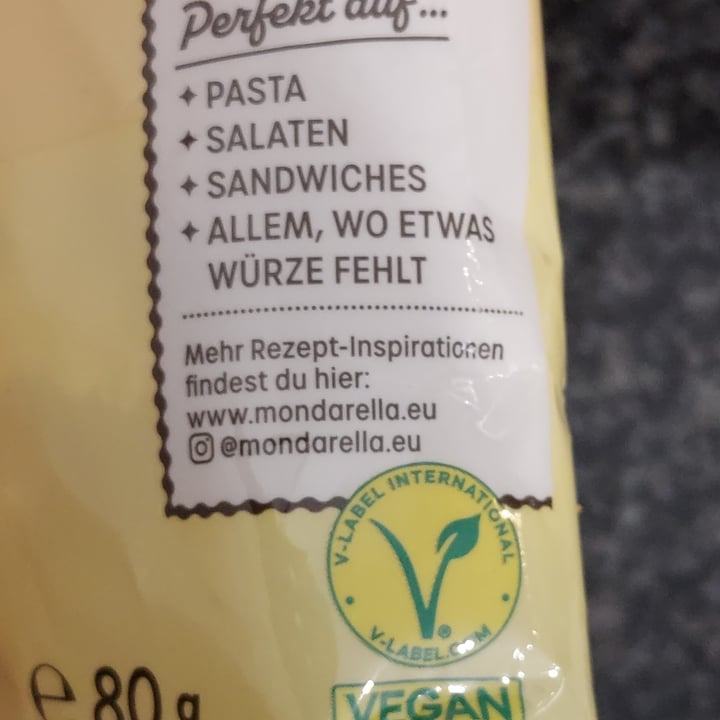 Perfekt auf...
PASTA
SALATEN
SANDWICHES
ALLEM, WO ETWAS
WÜRZE FEHLT
Mehr Rezept-Inspirationen
findest du hier:
www.mondarella.eu
@mondarella.eu
V-LABEL INTERNATIONAL
V
V-LABEL.COM
℮ 80 g
VEGAN